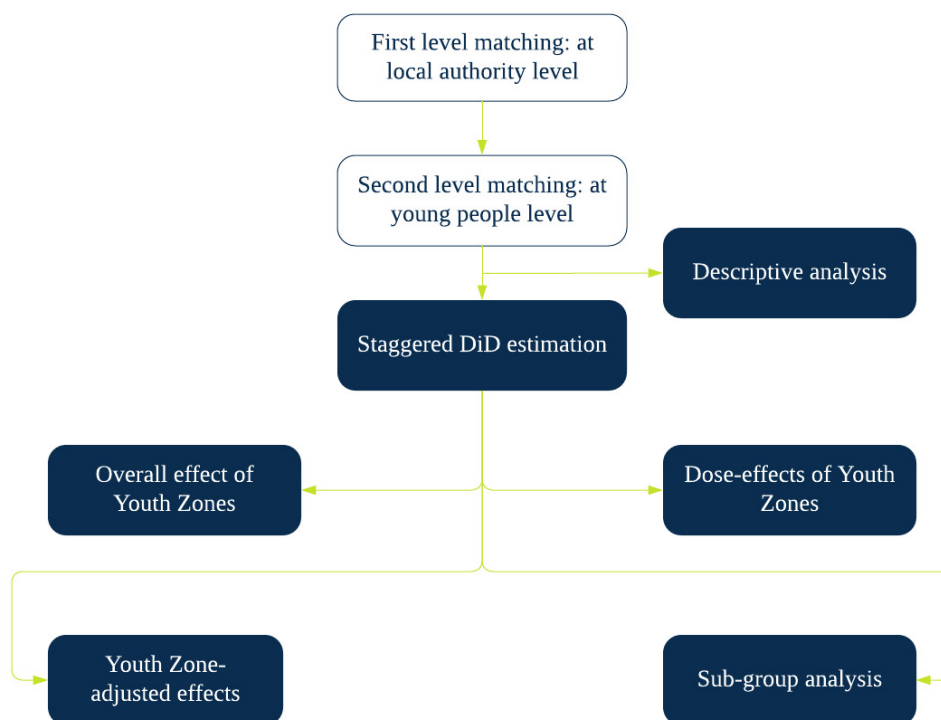 First level matching: at
local authority level
Second level matching: at
young people level
Descriptive analysis
Staggered DiD estimation
Overall effect of
Youth Zones
Dose-effects of Youth
Zones
Youth Zone-
adjusted effects
Sub-group analysis